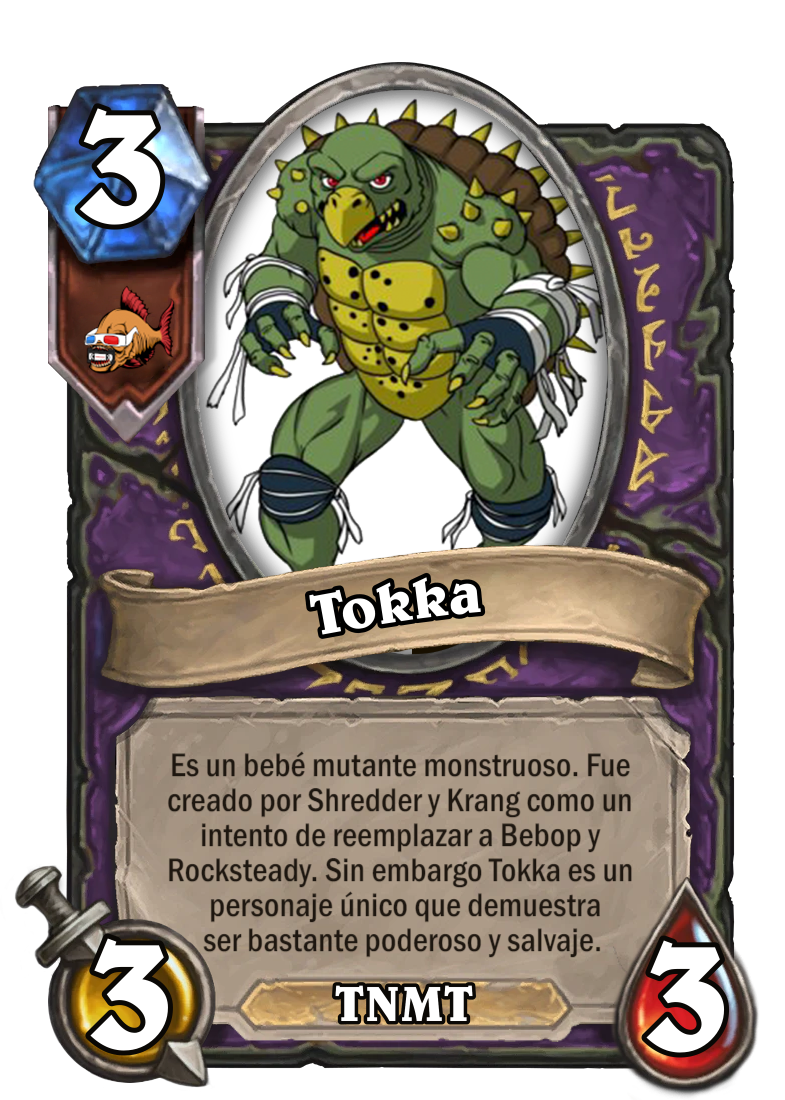 3
Tokka
Es un bebé mutante monstruoso. Fue
creado por Shredder y Krang como un
intento de reemplazar a Bebop y
Rocksteady. Sin embargo Tokka es un
personaje único que demuestra
ser bastante poderoso y salvaje.
3
TNMT
3